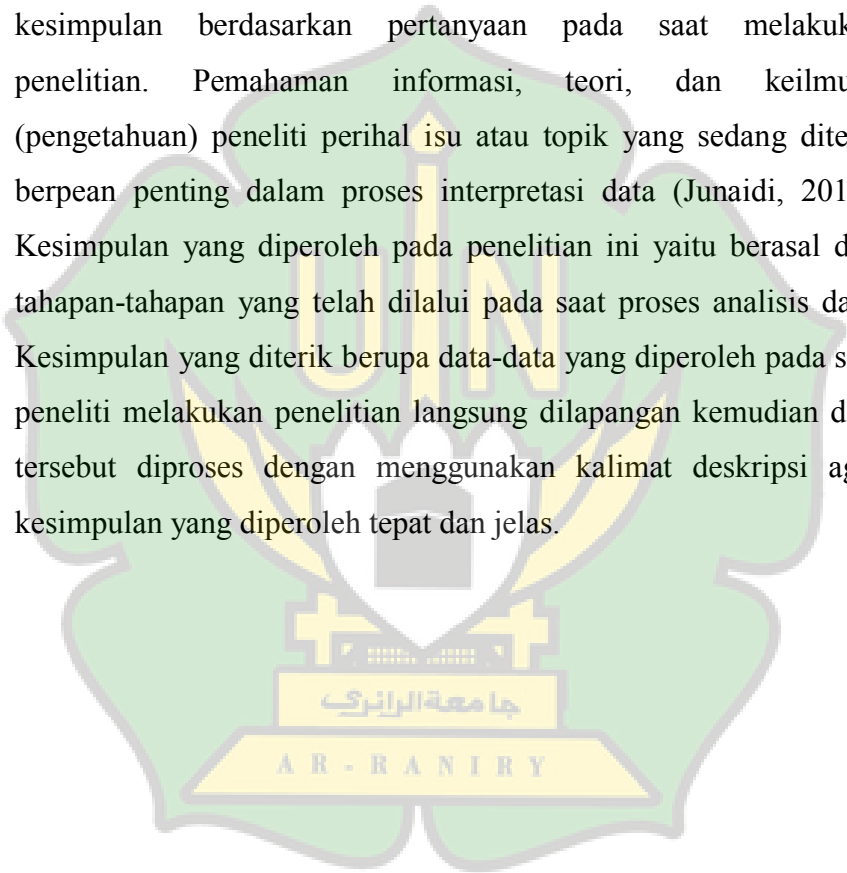 kesimpulan berdasarkan pertanyaan pada saat melakuk
penelitian. Pemahaman informasi, teori, dan keilmu
(pengetahuan) peneliti perihal isu atau topik yang sedang dite
berpean penting dalam proses interpretasi data (Junaidi, 201
Kesimpulan yang diperoleh pada penelitian ini yaitu berasal d
tahapan-tahapan yang telah dilalui pada saat proses analisis da
Kesimpulan yang diterik berupa data-data yang diperoleh pada s
peneliti melakukan penelitian langsung dilapangan kemudian d
tersebut diproses dengan menggunakan kalimat deskripsi ag
kesimpulan yang diperoleh tepat dan jelas.
UIN
جامعة الرانري
AR-RANIRY